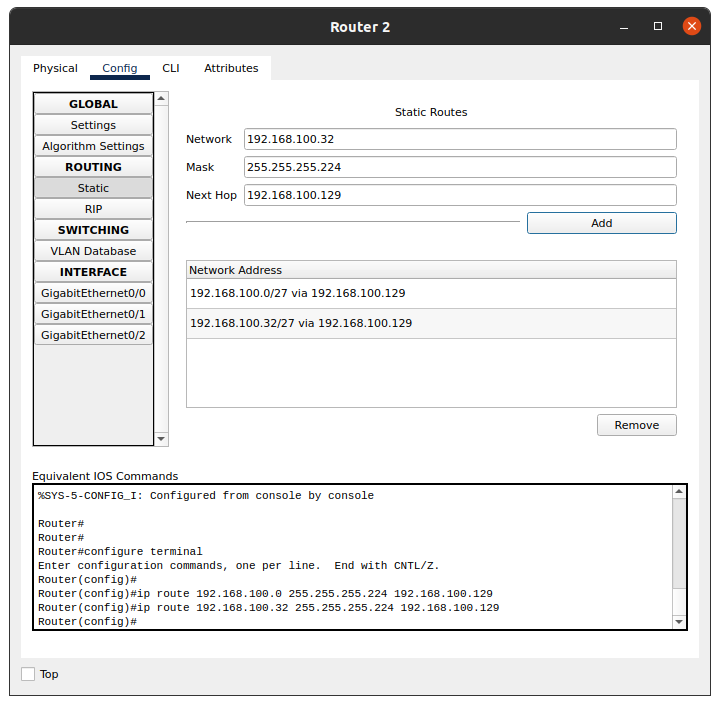 Router 2
Physical Config CLI Attributes
GLOBAL
Settings
Algorithm Settings
ROUTING
Static
RIP
SWITCHING
VLAN Database
INTERFACE
GigabitEthernet0/0
GigabitEthernet0/1
GigabitEthernet0/2
Static Routes
Network 192.168.100.32
Mask 255.255.255.224
Next Hop 192.168.100.129
Add
Network Address
192.168.100.0/27 via 192.168.100.129
192.168.100.32/27 via 192.168.100.129
Remove
Equivalent IOS Commands
%SYS-5-CONFIG_I: Configured from console by console
Router#
Router#
Router#configure terminal
Enter configuration commands, one per line.  End with CNTL/Z.
Router(config)#
Router(config)#ip route 192.168.100.0 255.255.255.224 192.168.100.129
Router(config)#ip route 192.168.100.32 255.255.255.224 192.168.100.129
Router(config)#
Top